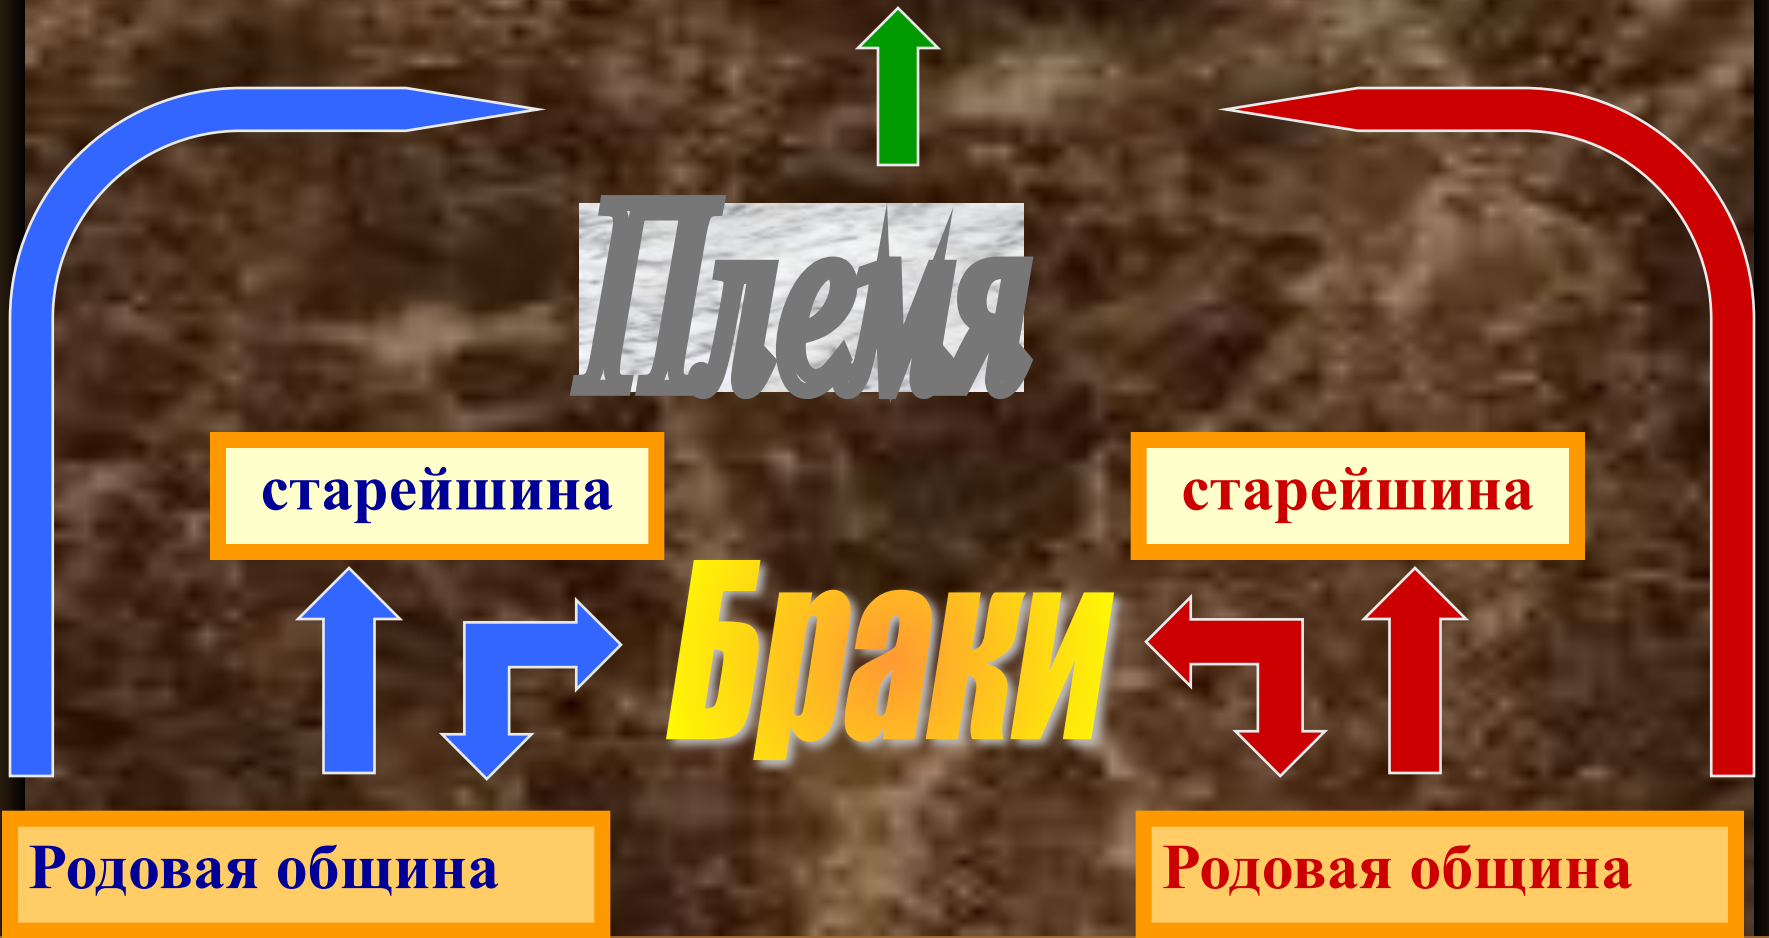 Племя
старейшина
старейшина
Браки
Родовая община
Родовая община